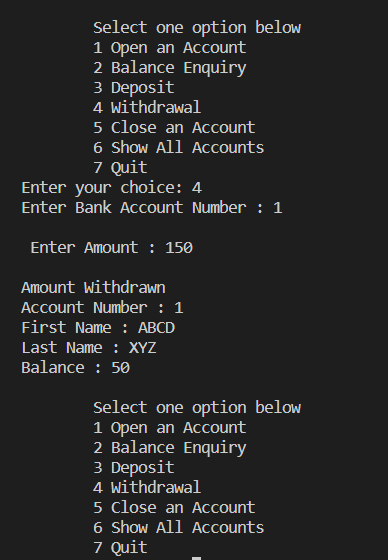 Select one option below
1 Open an Account
2 Balance Enquiry
3 Deposit
4 Withdrawal
5 Close an Account
6 Show All Accounts
7 Quit
Enter your choice: 4
Enter Bank Account Number : 1
Enter Amount : 150
Amount Withdrawn
Account Number : 1
First Name : ABCD
Last Name : XYZ
Balance : 50
Select one option below
1 Open an Account
2 Balance Enquiry
3 Deposit
4 Withdrawal
5 Close an Account
6 Show All Accounts
7 Quit